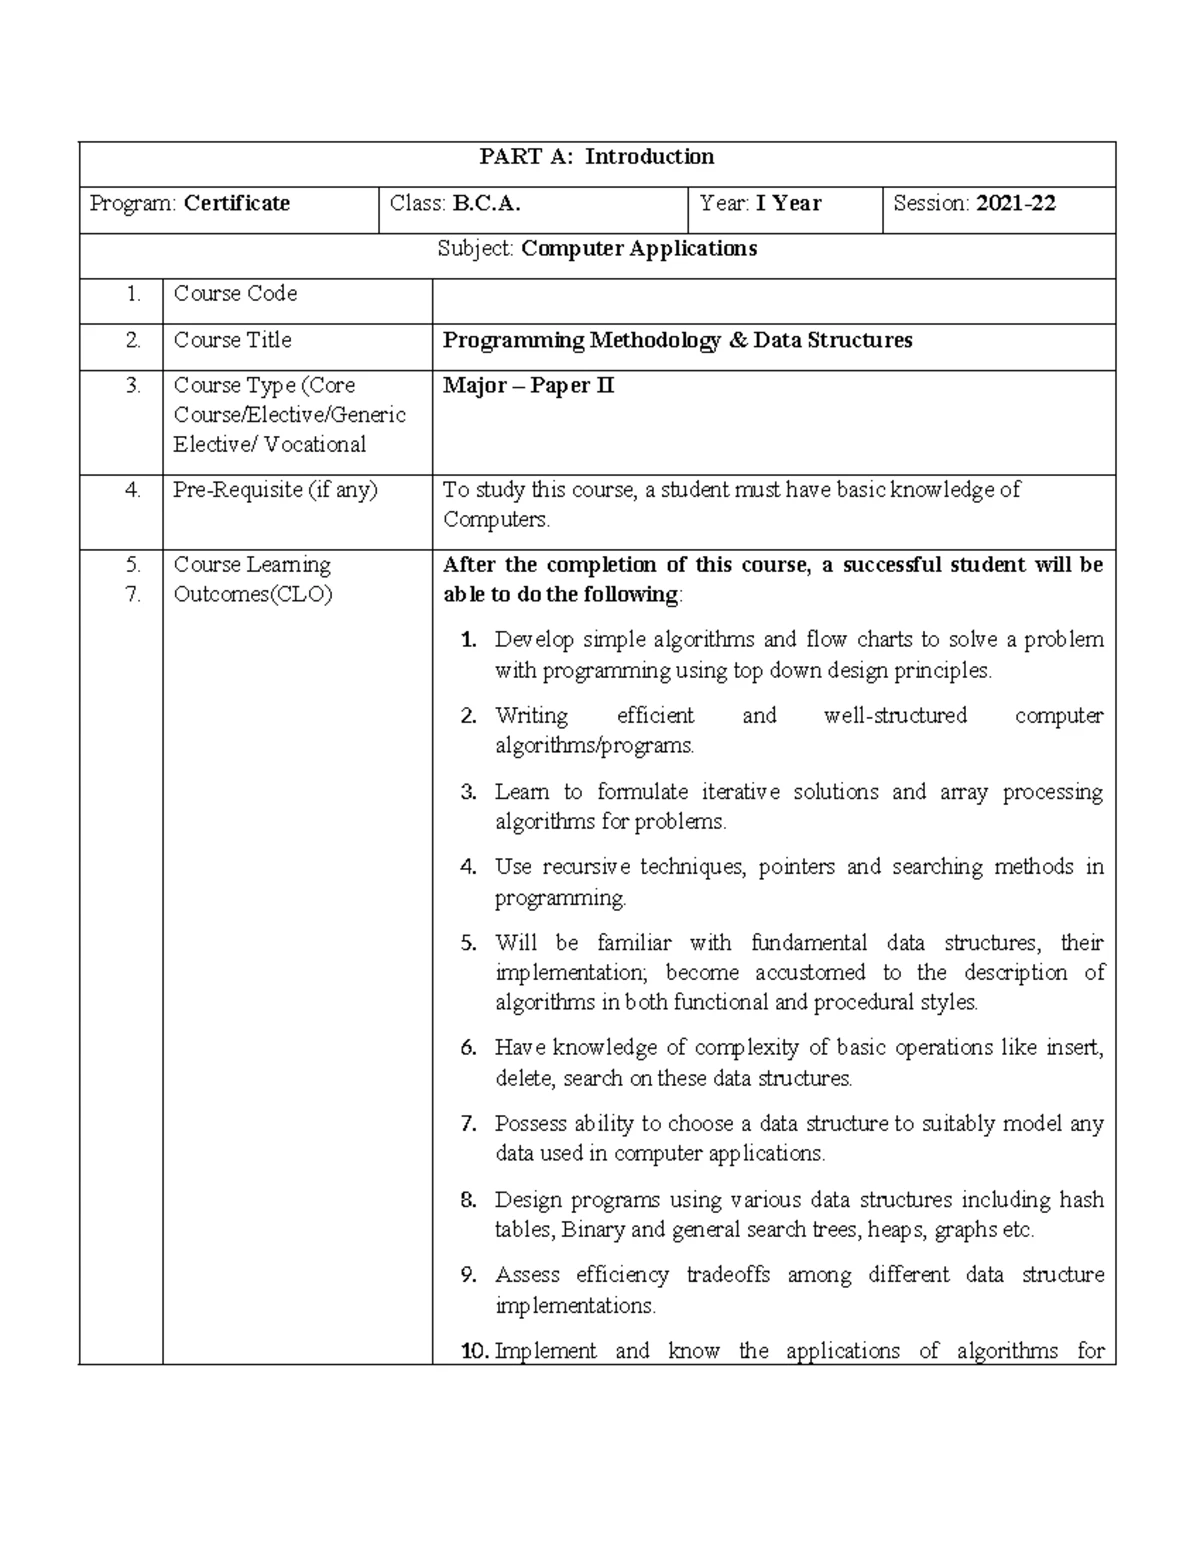 PART A: Introduction
Program: Certificate Class: B.C.A. Year: I Year Session: 2021-22
Subject: Computer Applications
1. Course Code
2. Course Title Programming Methodology & Data Structures
3. Course Type (Core Major – Paper II
Course/Elective/Generic
Elective/ Vocational
4. Pre-Requisite (if any) To study this course, a student must have basic knowledge of
Computers.
5. Course Learning After the completion of this course, a successful student will be
7. Outcomes(CLO) able to do the following:
1. Develop simple algorithms and flow charts to solve a problem
with programming using top down design principles.
2. Writing efficient and well-structured computer
algorithms/programs.
3. Learn to formulate iterative solutions and array processing
algorithms for problems.
4. Use recursive techniques, pointers and searching methods in
programming.
5. Will be familiar with fundamental data structures, their
implementation; become accustomed to the description of
algorithms in both functional and procedural styles.
6. Have knowledge of complexity of basic operations like insert,
delete, search on these data structures.
7. Possess ability to choose a data structure to suitably model any
data used in computer applications.
8. Design programs using various data structures including hash
tables, Binary and general search trees, heaps, graphs etc.
9. Assess efficiency tradeoffs among different data structure
implementations.
10. Implement and know the applications of algorithms for